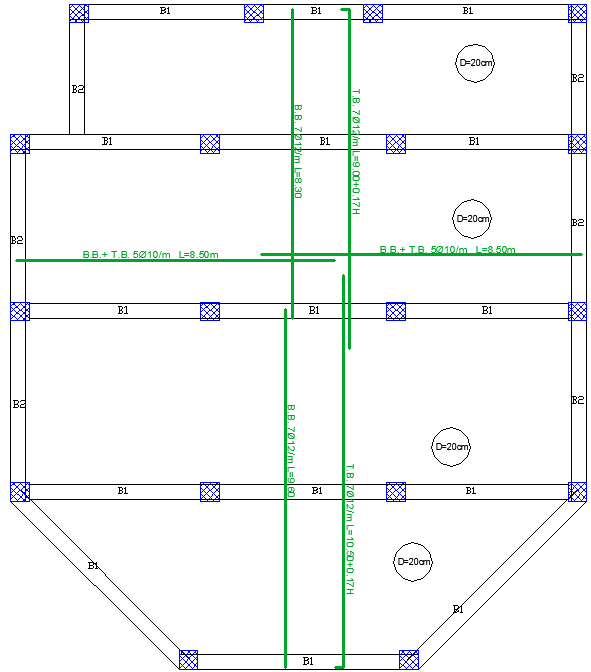 B1
B1
B1
D=20cm
B2
B2
B.B. 7Ø12/m L=8.30
T.B. 7Ø12/m L=9.00+0.17H
B1
B1
B1
D=20cm
B2
B2
B.B.+ T.B. 5Ø10/m L=8.50m
B.B.+ T.B. 5Ø10/m L=8.50m
B1
B1
B1
B2
B2
B.B. 7Ø12/m L=9.60
D=20cm
T.B. 7Ø12/m L=10.50+0.17H
B1
B1
B1
D=20cm
B1
B1
B1